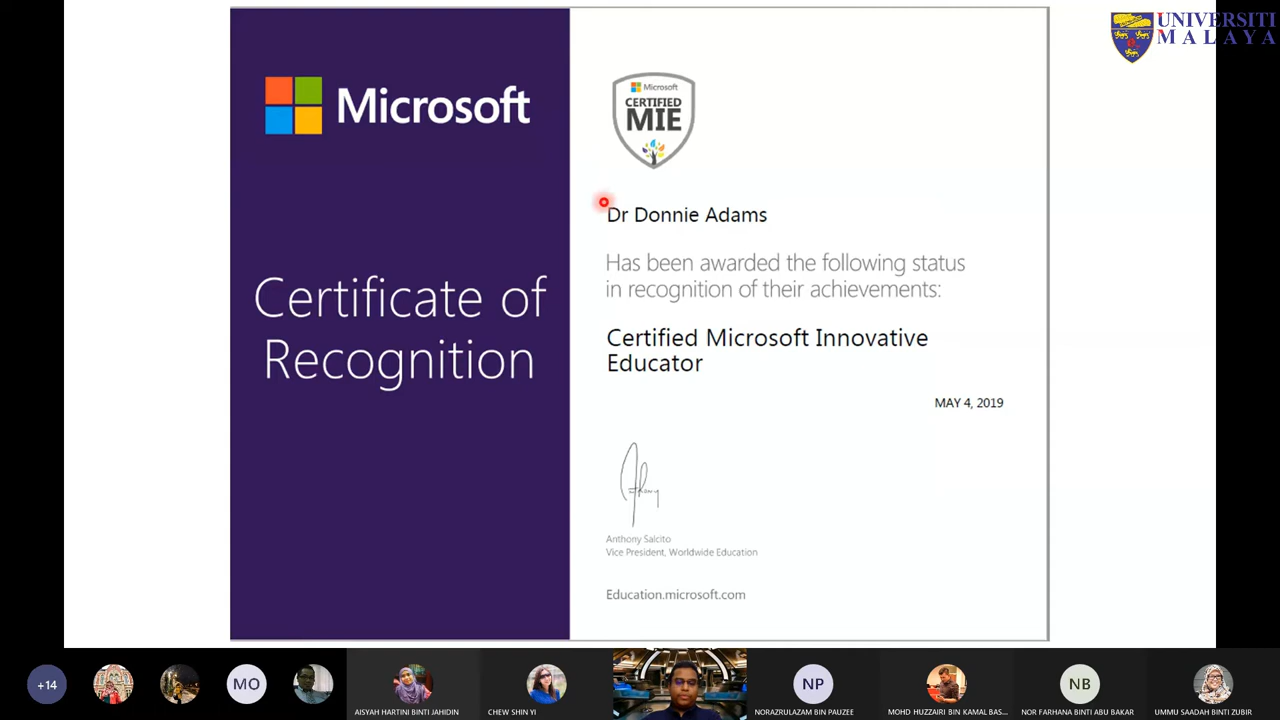 UNIVERSITI
MALAYA
Microsoft
Microsoft
CERTIFIED
MIE
Dr Donnie Adams
Has been awarded the following status
in recognition of their achievements:
Certificate of
Recognition
Certified Microsoft Innovative
Educator
MAY 4, 2019
Anthony
Anthony Salcito
Vice President, Worldwide Education
Education.microsoft.com
+14
MO
NP
NB
AISYAH HARTINI BINTI JAHIDIN
CHEW SHIN YI
NORAZRULAZAM BIN PAUZEE
MOHD HUZZAIRI BIN KAMAL BAS...
NOR FARHANA BINTI ABU BAKAR
UMMU SAADAH BINTI ZUBIR